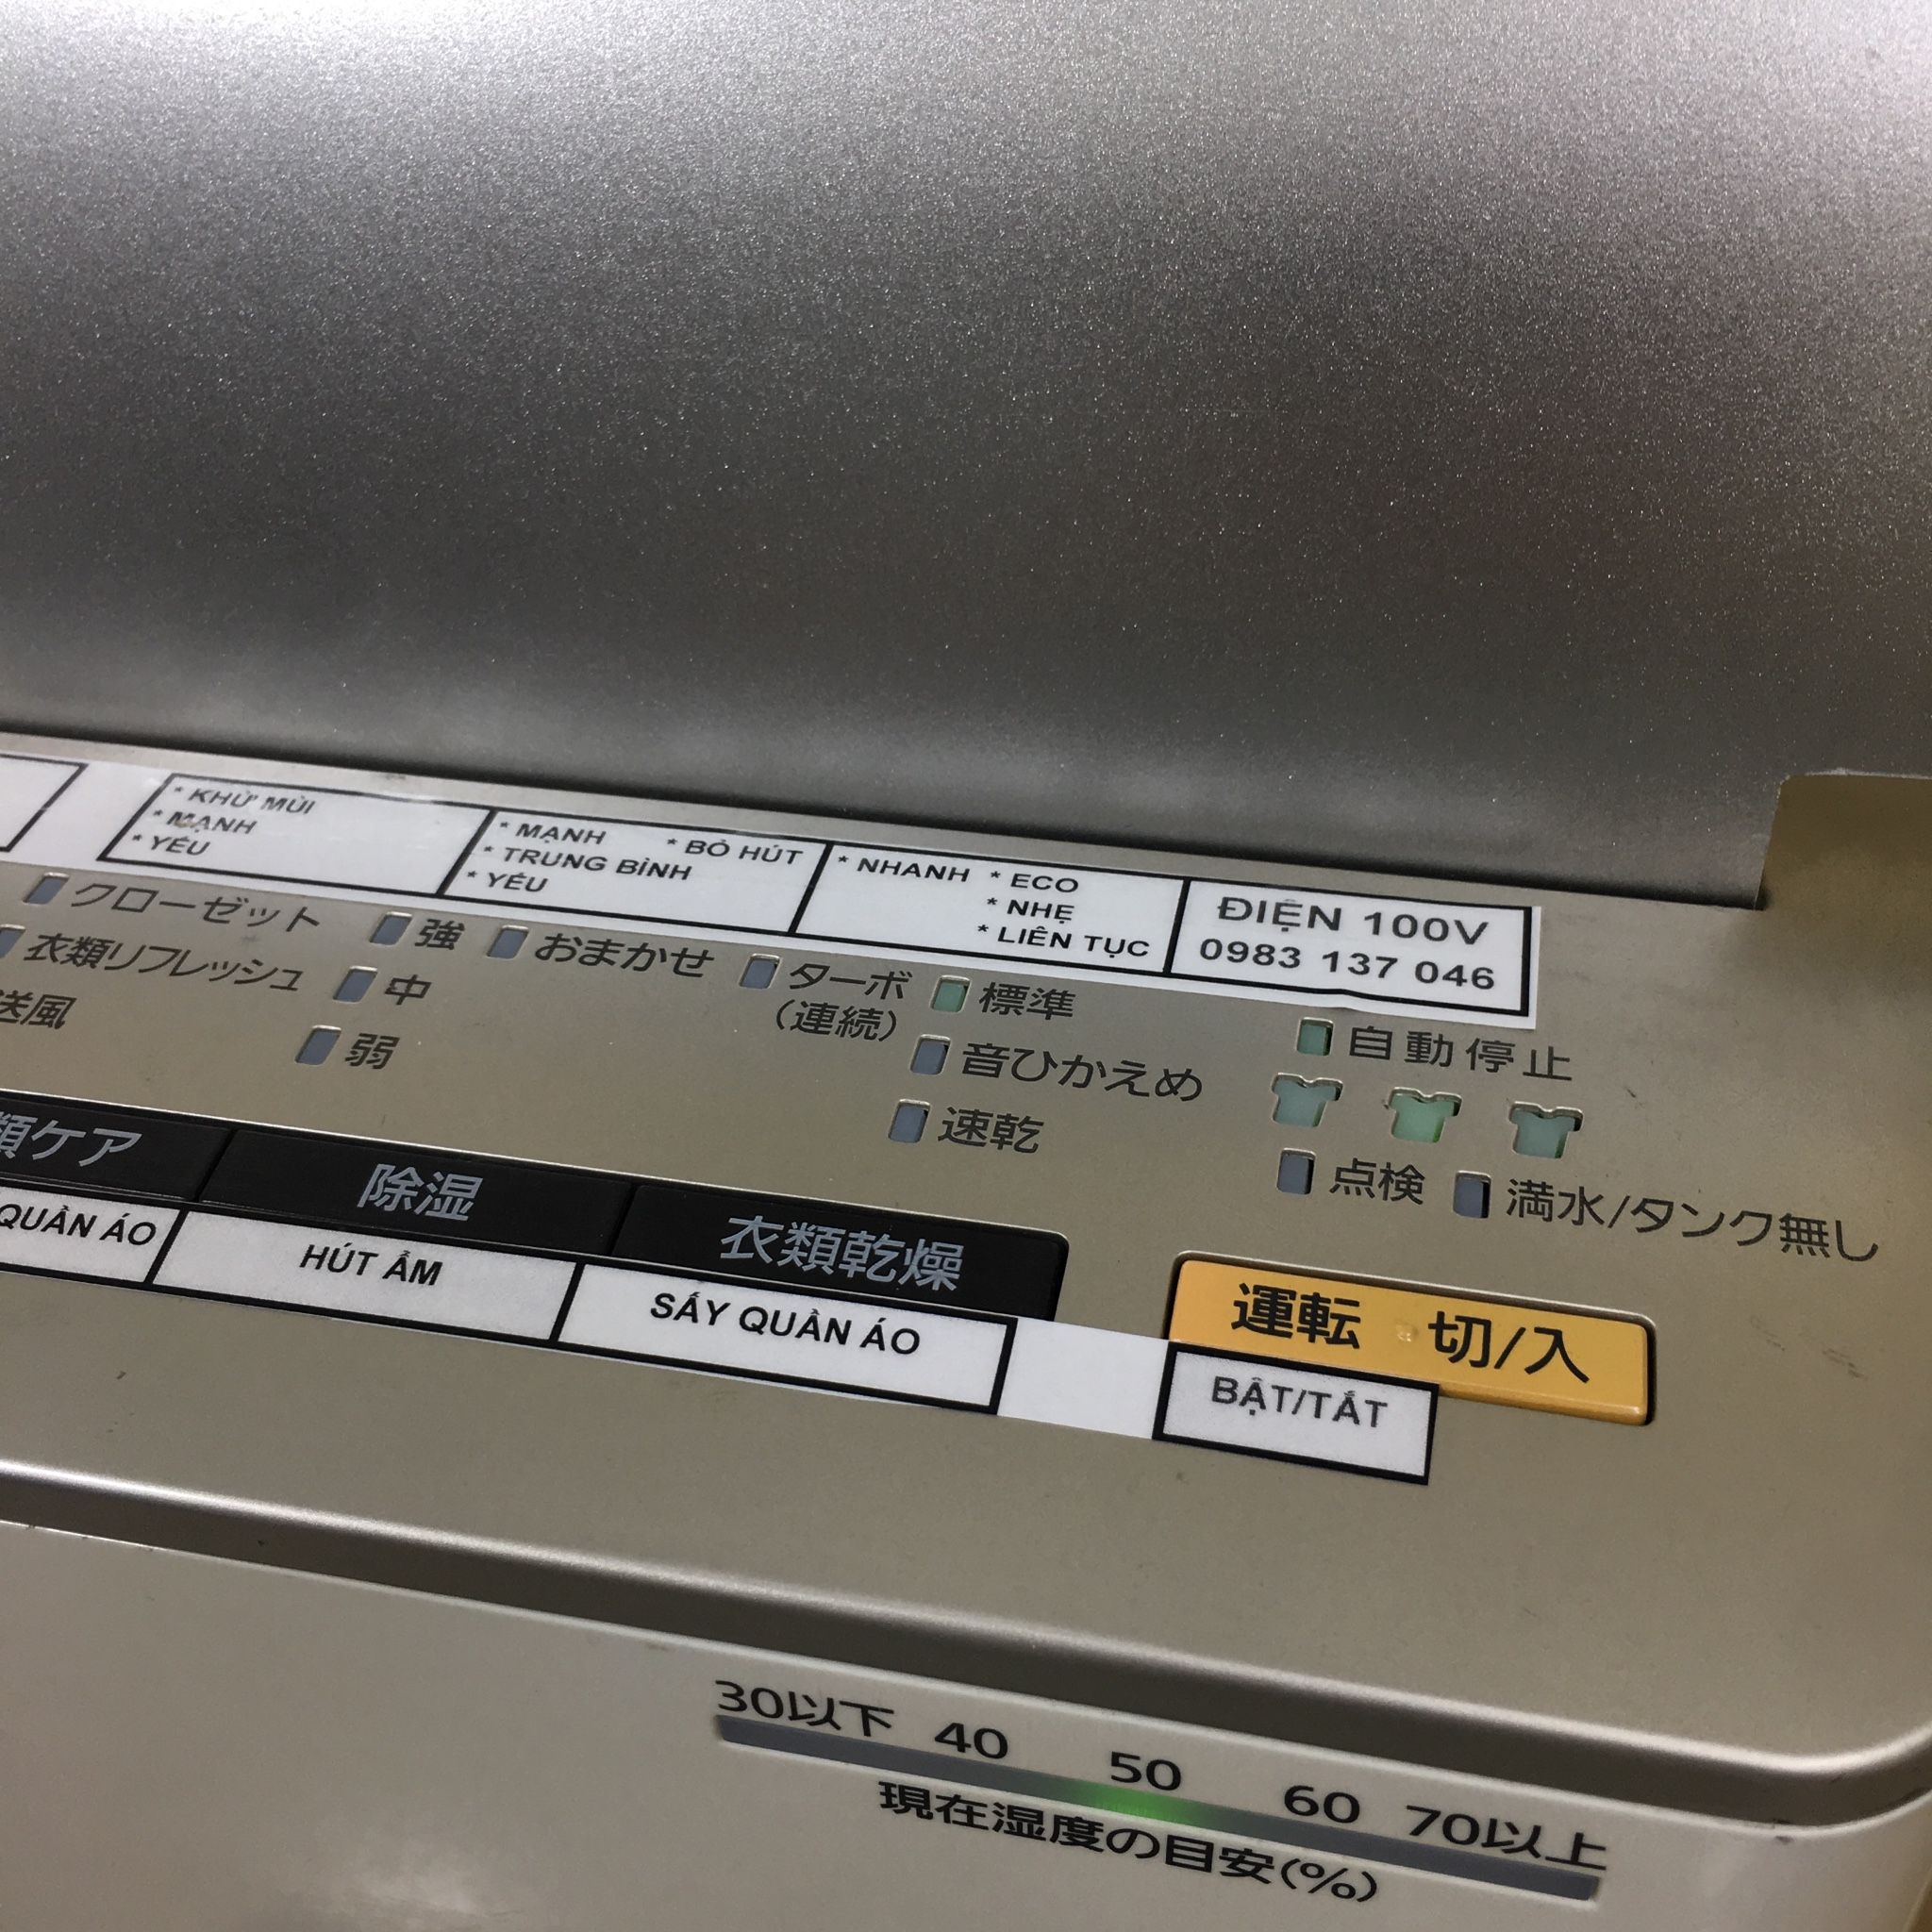 * KHỬ MÙI
* MẠNH
* YẾU
* MẠNH * BỎ HÚT
* TRUNG BÌNH
* YẾU
* NHANH * ECO
* NHẸ
* LIÊN TỤC
ĐIỆN 100V
0983 137 046
クローゼット
衣類リフレッシュ
送風
強
中
弱
おまかせ
ターボ
(連続)
標準
音ひかえめ
速乾
自動停止
点検
満水/タンク無し
類ケア
除湿
衣類乾燥
運転 切/入
QUẦN ÁO
HÚT ẨM
SẤY QUẦN ÁO
BẬT/TẮT
30以下 40 50 60 70以上
現在湿度の目安(%)